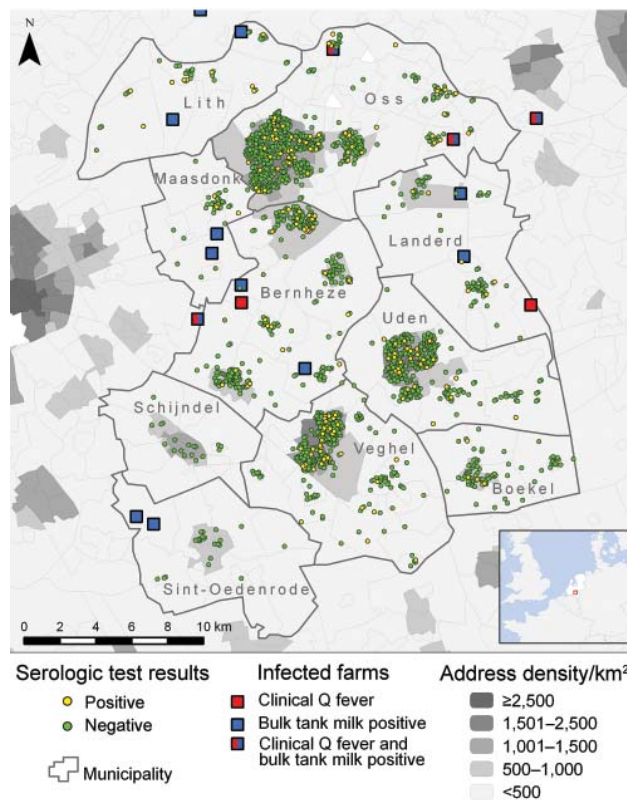 N
Lith
Oss
Maasdonk
Landerd
Bernheze
Uden
Schijndel
Veghel
Boekel
Sint-Oedenrode
0 2 4 6 8 10 km
Serologic test results
Positive
Negative
Municipality
Infected farms
Clinical Q fever
Bulk tank milk positive
Clinical Q fever and
bulk tank milk positive
Address density/km²
≥2,500
1,501–2,500
1,001–1,500
500–1,000
<500